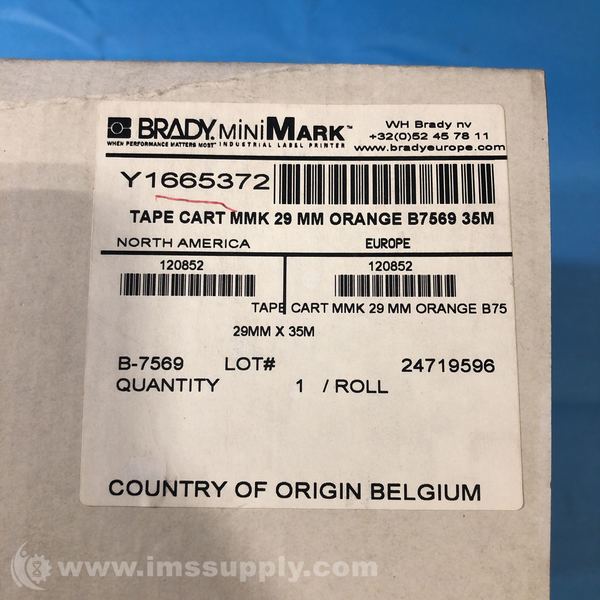 BRADY. MINIMARK™
WHEN PERFORMANCE MATTERS MOST™ INDUSTRIAL LABEL PRINTER
WH Brady nv
+32(0)52 45 78 11
www.bradyeurope.com
Y1665372
TAPE CART MMK 29 MM ORANGE B7569 35M
NORTH AMERICA EUROPE
120852 120852
TAPE CART MMK 29 MM ORANGE B75
29MM X 35M
B-7569 LOT# 24719596
QUANTITY 1 / ROLL
COUNTRY OF ORIGIN BELGIUM
www.imssupply.com